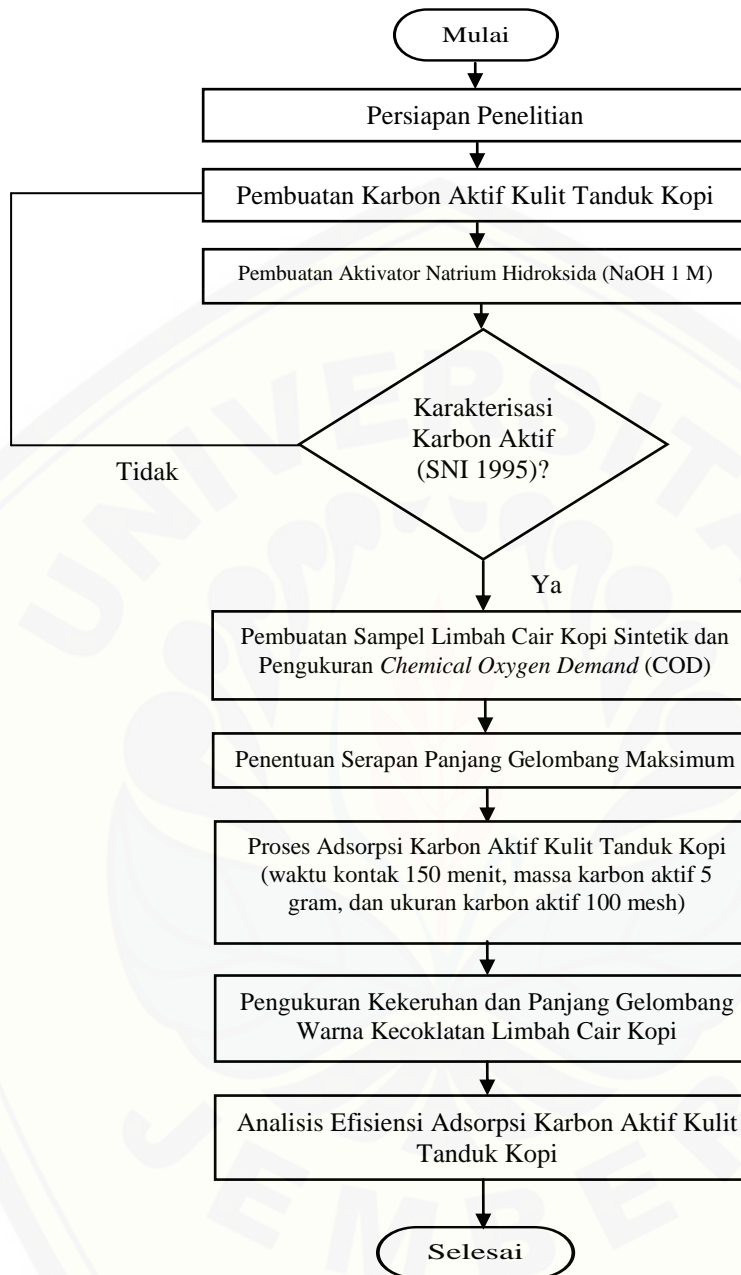 Mulai
Persiapan Penelitian
Pembuatan Karbon Aktif Kulit Tanduk Kopi
Pembuatan Aktivator Natrium Hidroksida (NaOH 1 M)
Karakterisasi
Karbon Aktif
(SNI 1995)?
Tidak
Ya
Pembuatan Sampel Limbah Cair Kopi Sintetik dan
Pengukuran Chemical Oxygen Demand (COD)
Penentuan Serapan Panjang Gelombang Maksimum
Proses Adsorpsi Karbon Aktif Kulit Tanduk Kopi
(waktu kontak 150 menit, massa karbon aktif 5
gram, dan ukuran karbon aktif 100 mesh)
Pengukuran Kekeruhan dan Panjang Gelombang
Warna Kecoklatan Limbah Cair Kopi
Analisis Efisiensi Adsorpsi Karbon Aktif Kulit
Tanduk Kopi
Selesai
UNIVERSITA
JEMBER